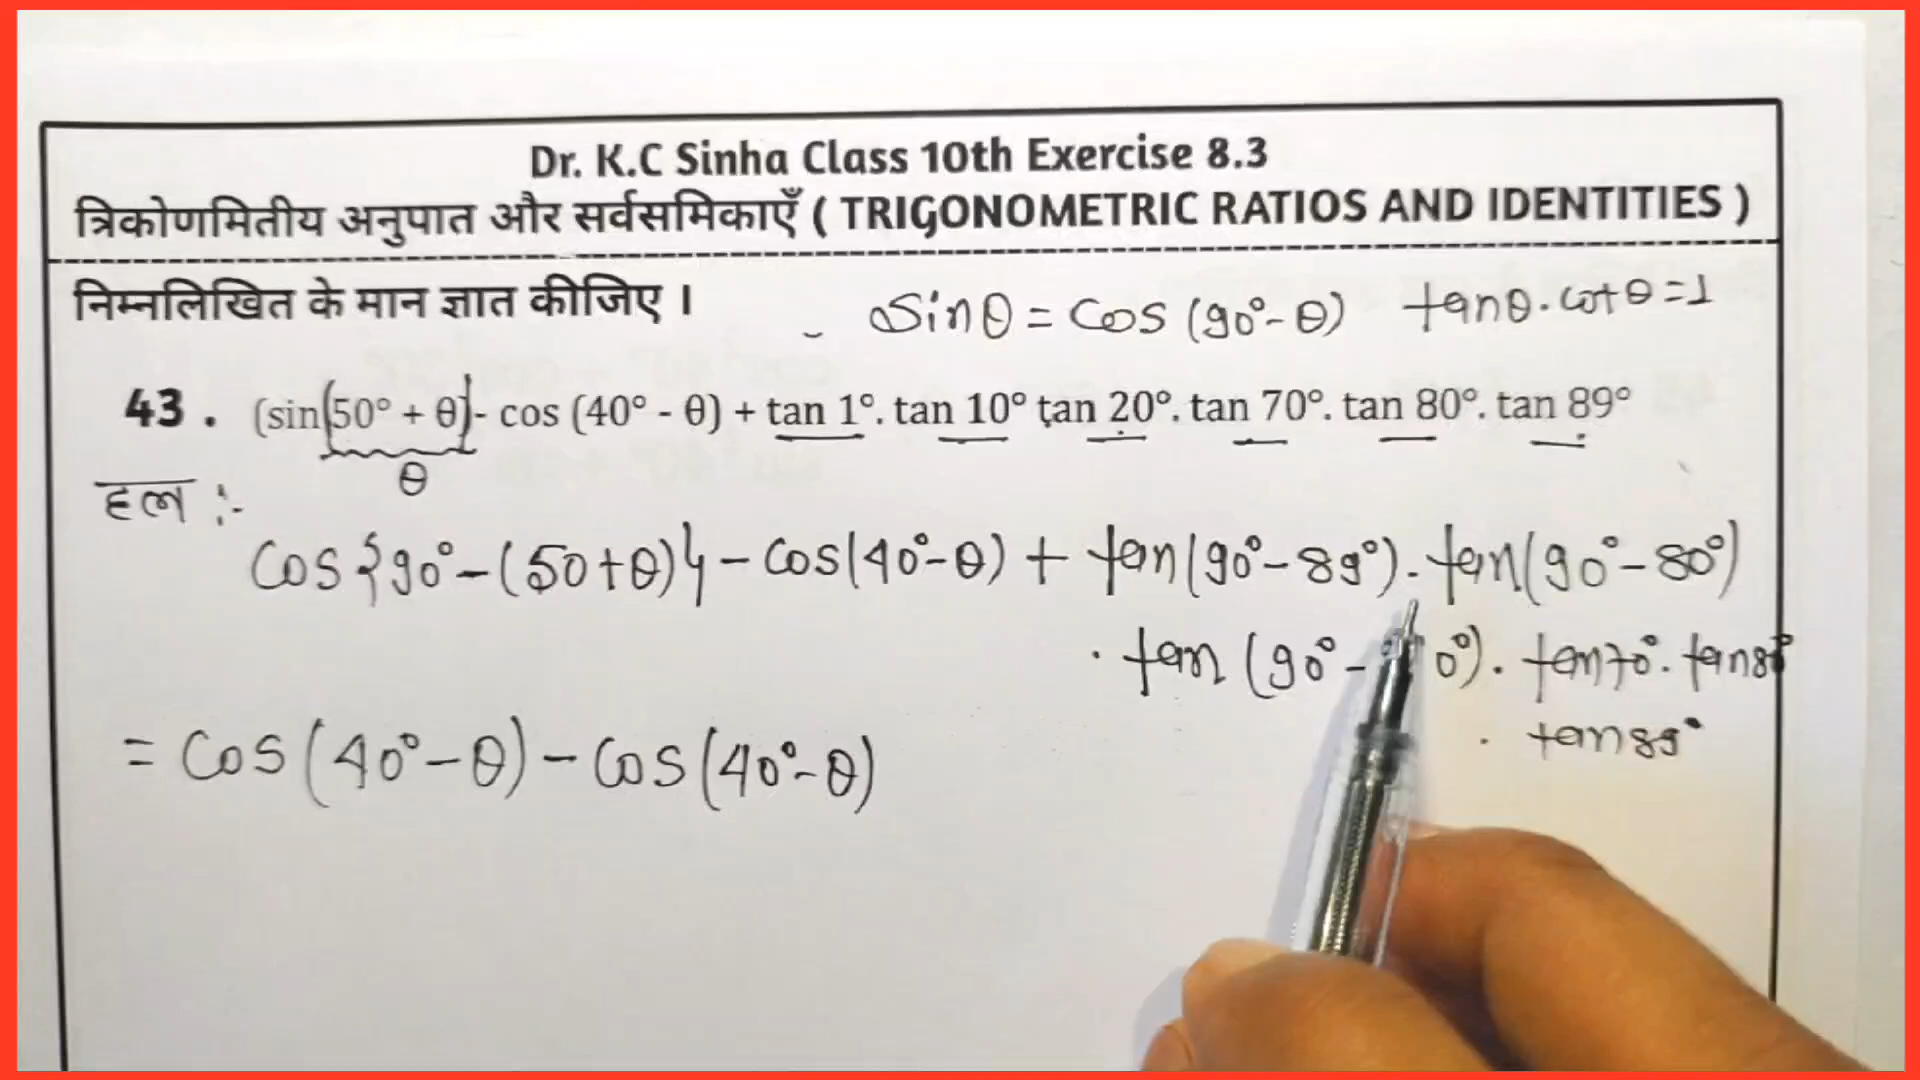 Dr. K.C Sinha Class 10th Exercise 8.3
त्रिकोणमितीय अनुपात और सर्वसमिकाएँ ( TRIGONOMETRIC RATIOS AND IDENTITIES )
निम्नलिखित के मान ज्ञात कीजिए ।
sinθ = cos (90° - θ) tanθ . cotθ = 1
43 . (sin(50° + θ) - cos (40° - θ) + tan 1°. tan 10° tan 20°. tan 70°. tan 80°. tan 89°
θ
हल :-
cos{90° - (50+θ)} - cos(40° - θ) + tan(90° - 89°) . tan(90° - 80°)
. tan (90° - 0°) . tan70° . tan80°
. tan89°
= cos(40° - θ) - cos(40° - θ)